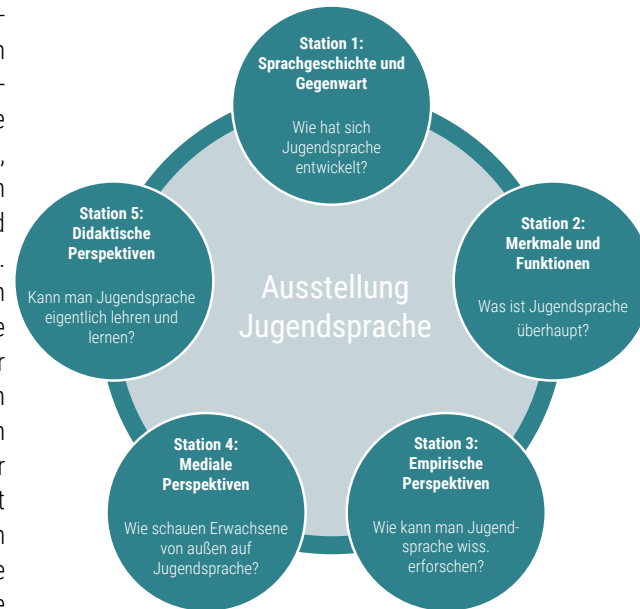 Station 1:
Sprachgeschichte und
Gegenwart
Wie hat sich
Jugendsprache
entwickelt?
Station 2:
Merkmale und
Funktionen
Was ist Jugendsprache
überhaupt?
Station 3:
Empirische
Perspektiven
Wie kann man Jugend-
sprache wiss.
erforschen?
Station 4:
Mediale
Perspektiven
Wie schauen Erwachsene
von außen auf
Jugendsprache?
Station 5:
Didaktische
Perspektiven
Kann man Jugendsprache
eigentlich lehren und
lernen?
Ausstellung
Jugendsprache